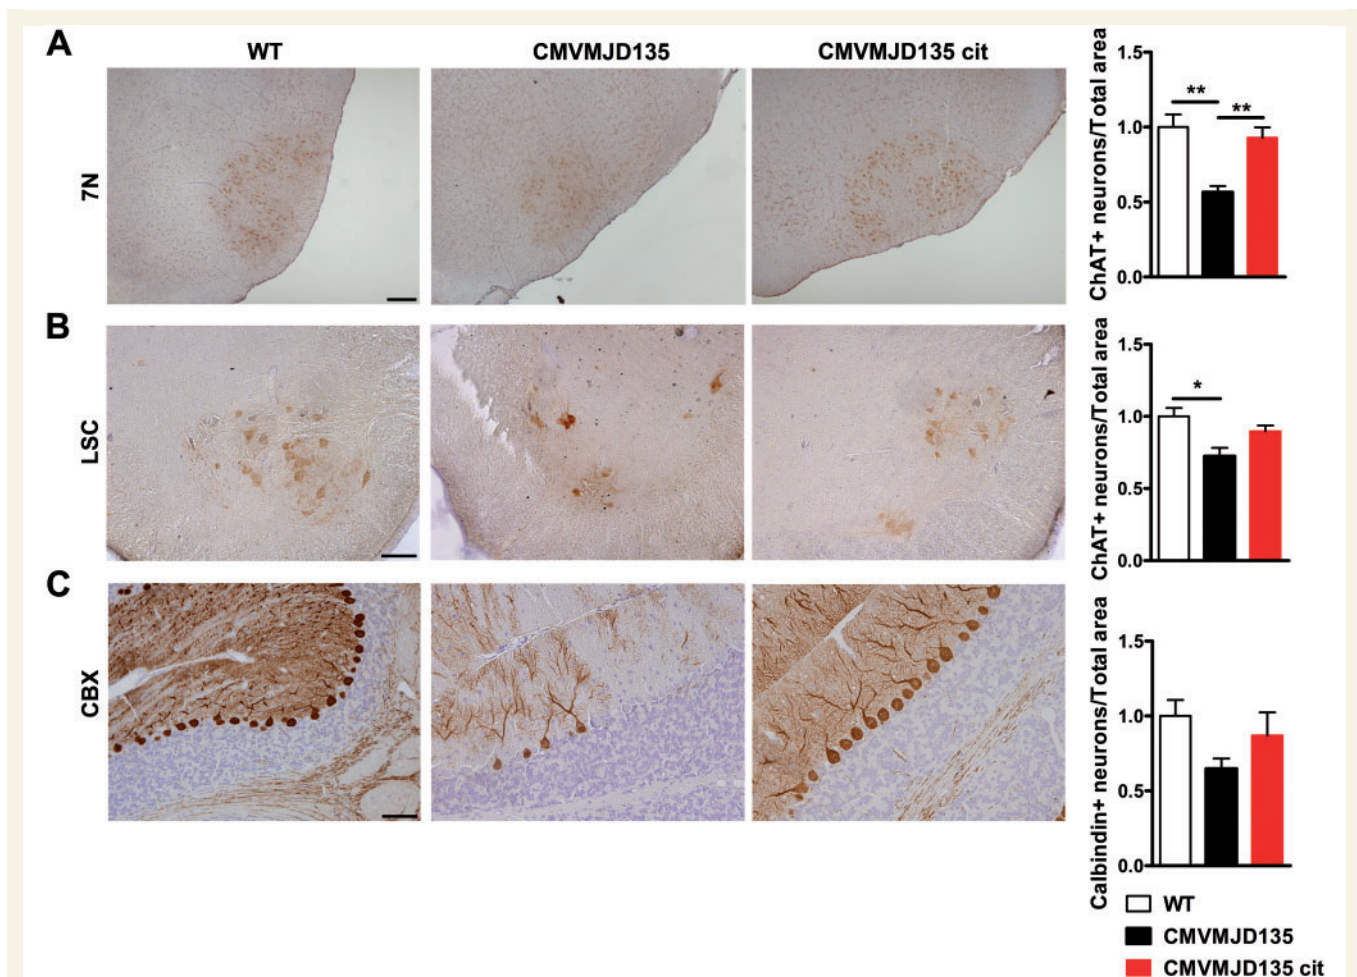 A
WT
CMVMJD135
CMVMJD135 cit
7N
ChAT+ neurons/Total area
1.5
1.0
0.5
0.0
**
**
B
LSC
ChAT+ neurons/Total area
1.5
1.0
0.5
0.0
*
C
CBX
Calbindin+ neurons/Total area
1.5
1.0
0.5
0.0
WT
CMVMJD135
CMVMJD135 cit